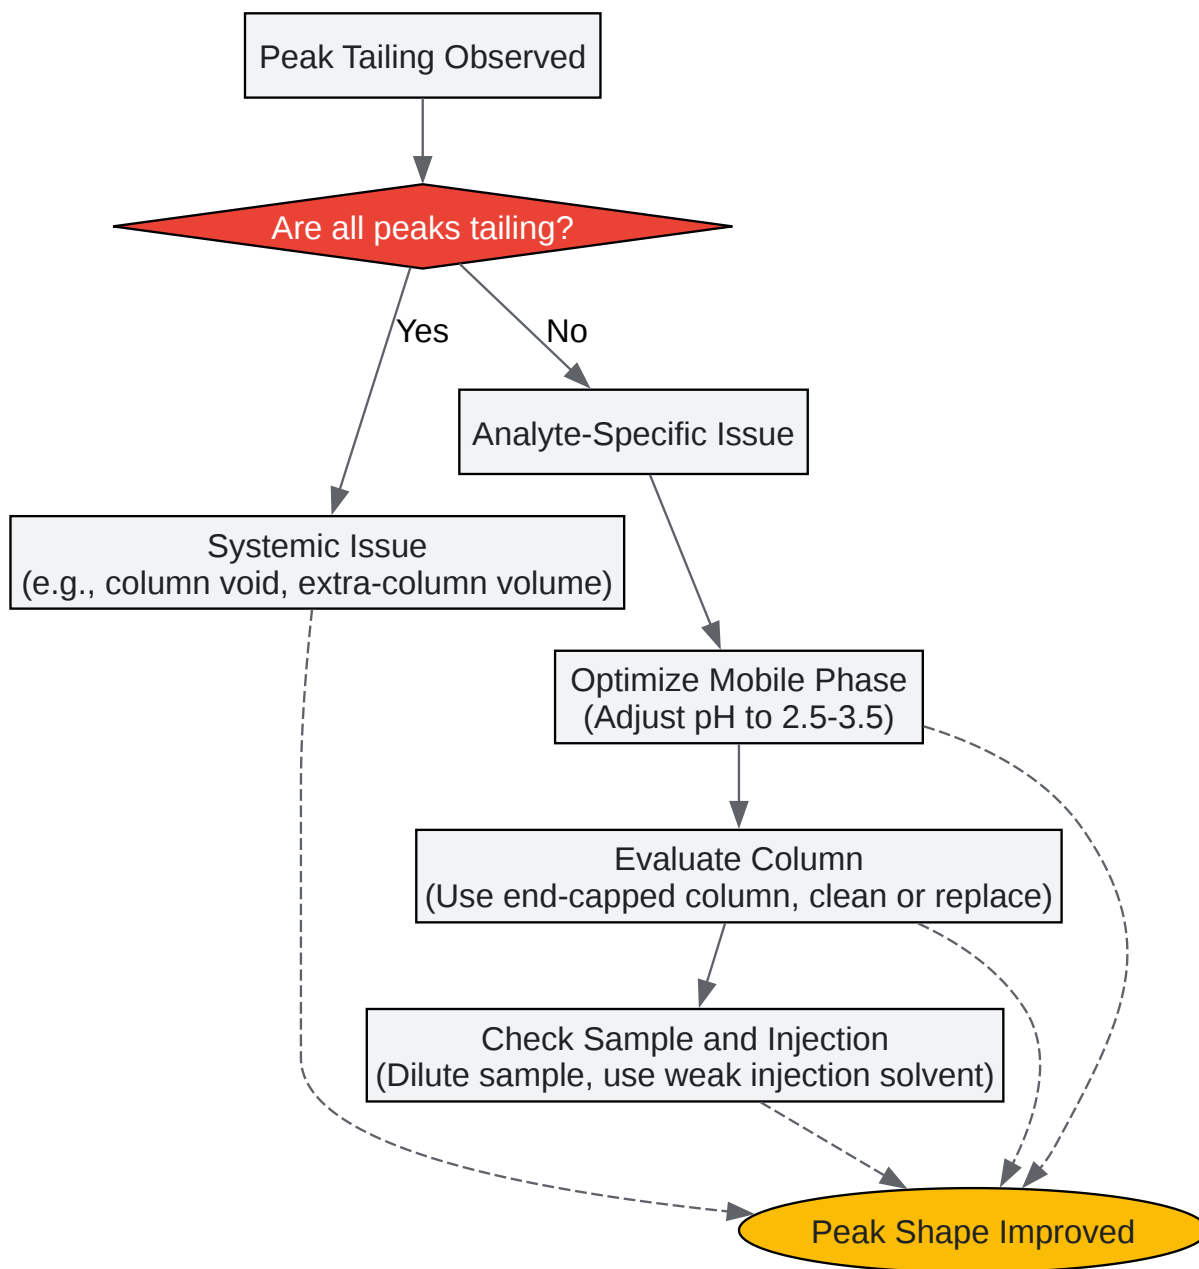 Peak Tailing Observed
Are all peaks tailing?
Yes
No
Analyte-Specific Issue
Systemic Issue
(e.g., column void, extra-column volume)
Optimize Mobile Phase
(Adjust pH to 2.5-3.5)
Evaluate Column
(Use end-capped column, clean or replace)
Check Sample and Injection
(Dilute sample, use weak injection solvent)
Peak Shape Improved